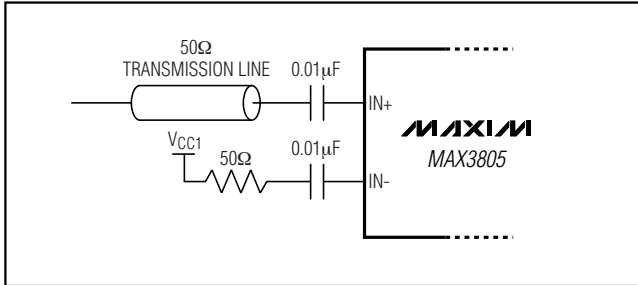 50Ω
TRANSMISSION LINE
0.01μF
IN+
MAXIM
MAX3805
VCC1
50Ω
0.01μF
IN-